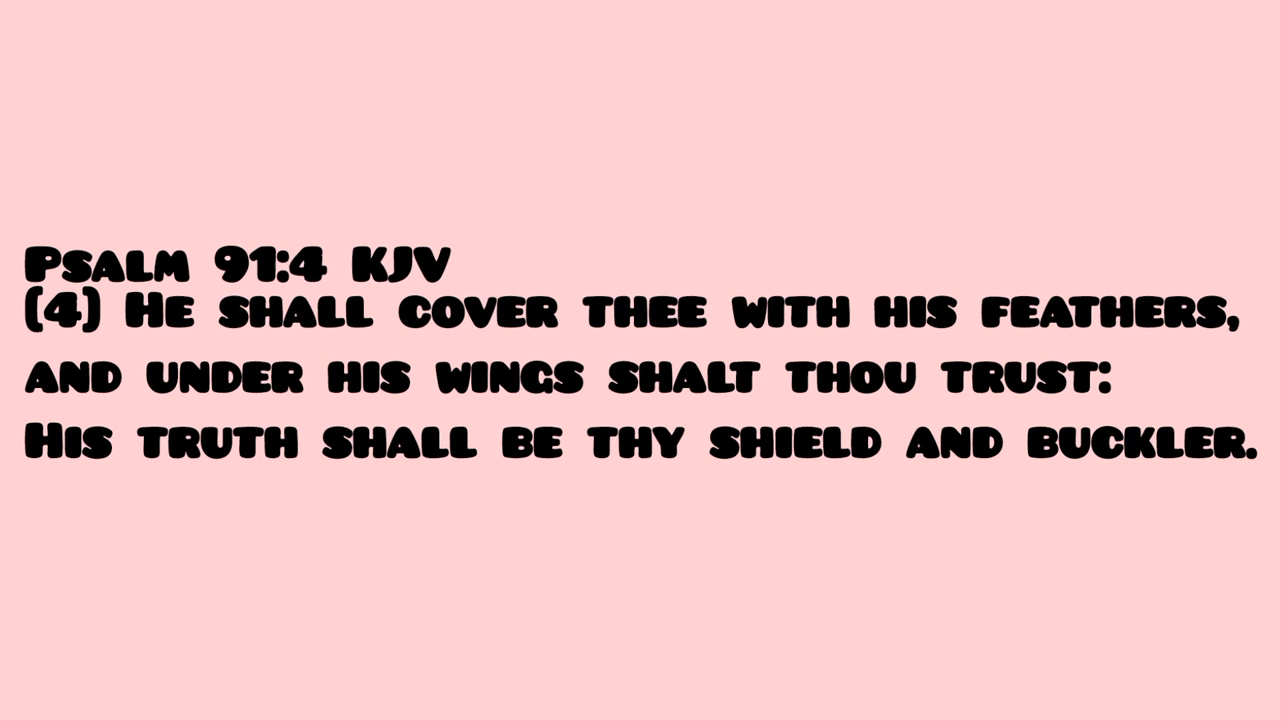 Psalm 91:4 KJV
(4) He shall cover thee with his feathers,
and under his wings shalt thou trust:
His truth shall be thy shield and buckler.